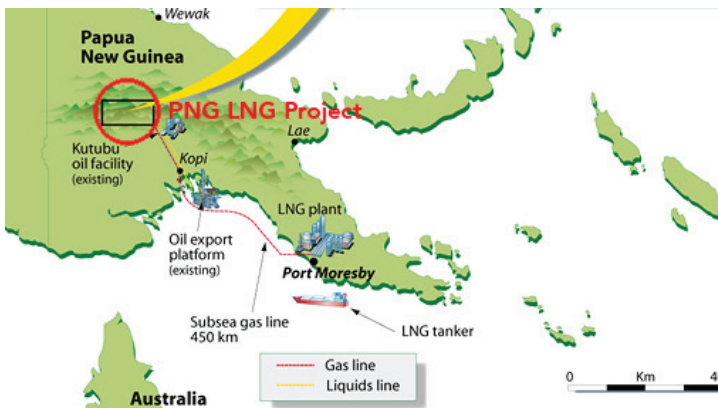 Wewak
Papua
New Guinea
PNG LNG Project
Lae
Kutubu
oil facility
(existing)
Kopi
LNG plant
Oil export
platform
(existing)
Port Moresby
Subsea gas line
450 km
LNG tanker
Gas line
Liquids line
Australia
0 Km 4